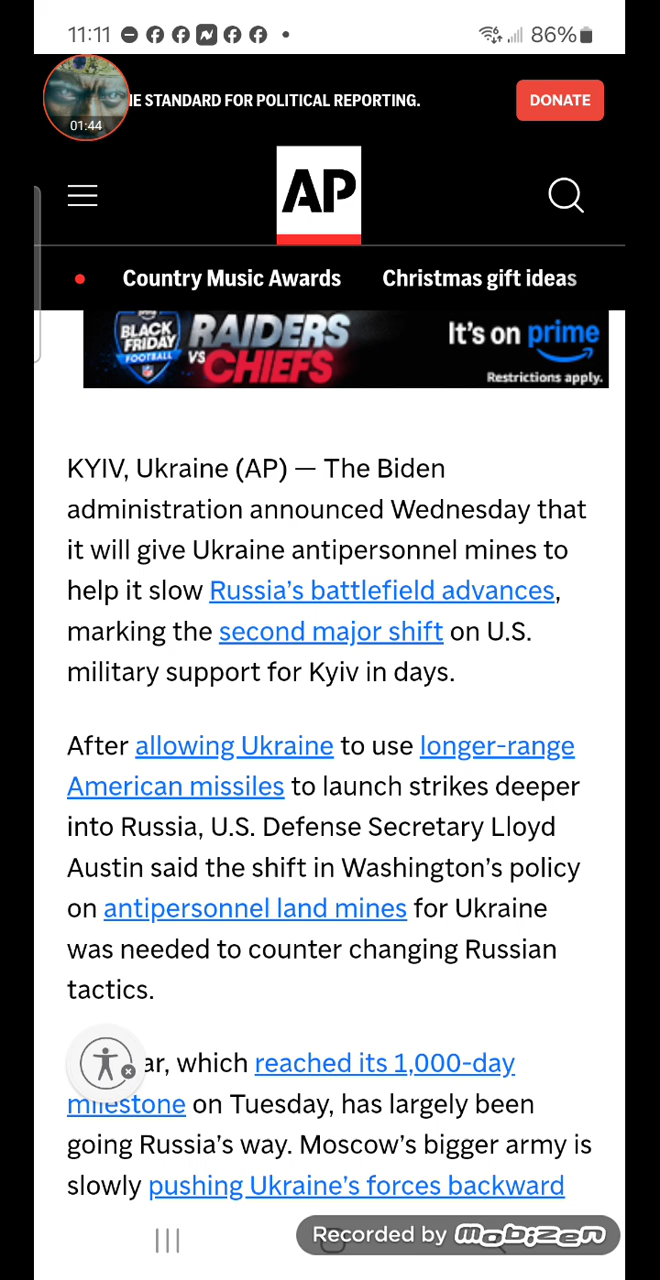 11:11
86%
01:44
E STANDARD FOR POLITICAL REPORTING.
DONATE
AP
Country Music Awards
Christmas gift ideas
BLACK
FRIDAY
FOOTBALL
RAIDERS
VS
CHIEFS
It's on prime
Restrictions apply.
KYIV, Ukraine (AP) — The Biden
administration announced Wednesday that
it will give Ukraine antipersonnel mines to
help it slow Russia's battlefield advances,
marking the second major shift on U.S.
military support for Kyiv in days.
After allowing Ukraine to use longer-range
American missiles to launch strikes deeper
into Russia, U.S. Defense Secretary Lloyd
Austin said the shift in Washington's policy
on antipersonnel land mines for Ukraine
was needed to counter changing Russian
tactics.
ar, which reached its 1,000-day
milestone on Tuesday, has largely been
going Russia's way. Moscow's bigger army is
slowly pushing Ukraine's forces backward
Recorded by mobizen